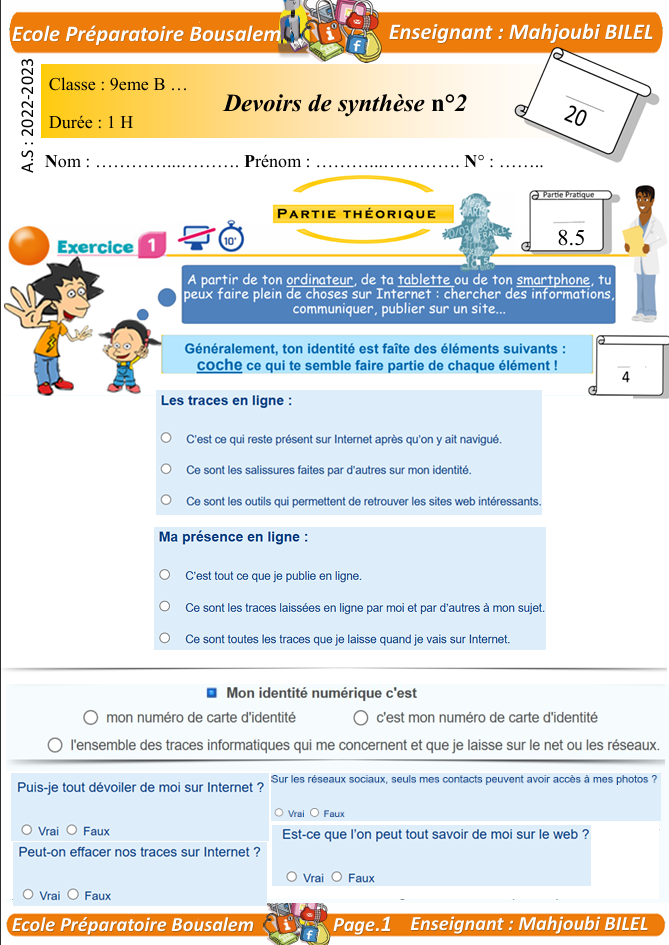 Ecole Préparatoire Bousalem
Enseignant : Mahjoubi BILEL
A.S : 2022-2023
Classe : 9eme B …
Durée : 1 H
Devoirs de synthèse n°2
20
Nom : …………...………. Prénom : ………...…………. N° : ……..
PARTIE THÉORIQUE
Partie Pratique
8.5
Exercice 1
10'
A partir de ton ordinateur, de ta tablette ou de ton smartphone, tu
peux faire plein de choses sur Internet : chercher des informations,
communiquer, publier sur un site...
Généralement, ton identité est faîte des éléments suivants :
coche ce qui te semble faire partie de chaque élément !
4
Les traces en ligne :
C'est ce qui reste présent sur Internet après qu'on y ait navigué.
Ce sont les salissures faites par d'autres sur mon identité.
Ce sont les outils qui permettent de retrouver les sites web intéressants.
Ma présence en ligne :
C'est tout ce que je publie en ligne.
Ce sont les traces laissées en ligne par moi et par d'autres à mon sujet.
Ce sont toutes les traces que je laisse quand je vais sur Internet.
Mon identité numérique c'est
mon numéro de carte d'identité
c'est mon numéro de carte d'identité
l'ensemble des traces informatiques qui me concernent et que je laisse sur le net ou les réseaux.
Puis-je tout dévoiler de moi sur Internet ?
Vrai Faux
Sur les réseaux sociaux, seuls mes contacts peuvent avoir accès à mes photos ?
Vrai Faux
Peut-on effacer nos traces sur Internet ?
Vrai Faux
Est-ce que l'on peut tout savoir de moi sur le web ?
Vrai Faux
Ecole Préparatoire Bousalem
Page.1
Enseignant : Mahjoubi BILEL